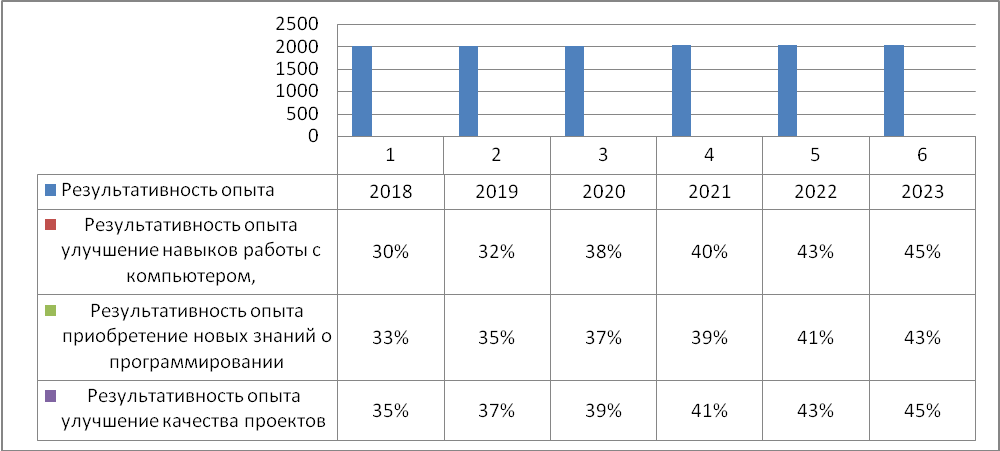 2500
2000
1500
1000
500
0
1 2 3 4 5 6
Результативность опыта 2018 2019 2020 2021 2022 2023
Результативность опыта
улучшение навыков работы с
компьютером,
30% 32% 38% 40% 43% 45%
Результативность опыта
приобретение новых знаний о
программировании
33% 35% 37% 39% 41% 43%
Результативность опыта
улучшение качества проектов
35% 37% 39% 41% 43% 45%